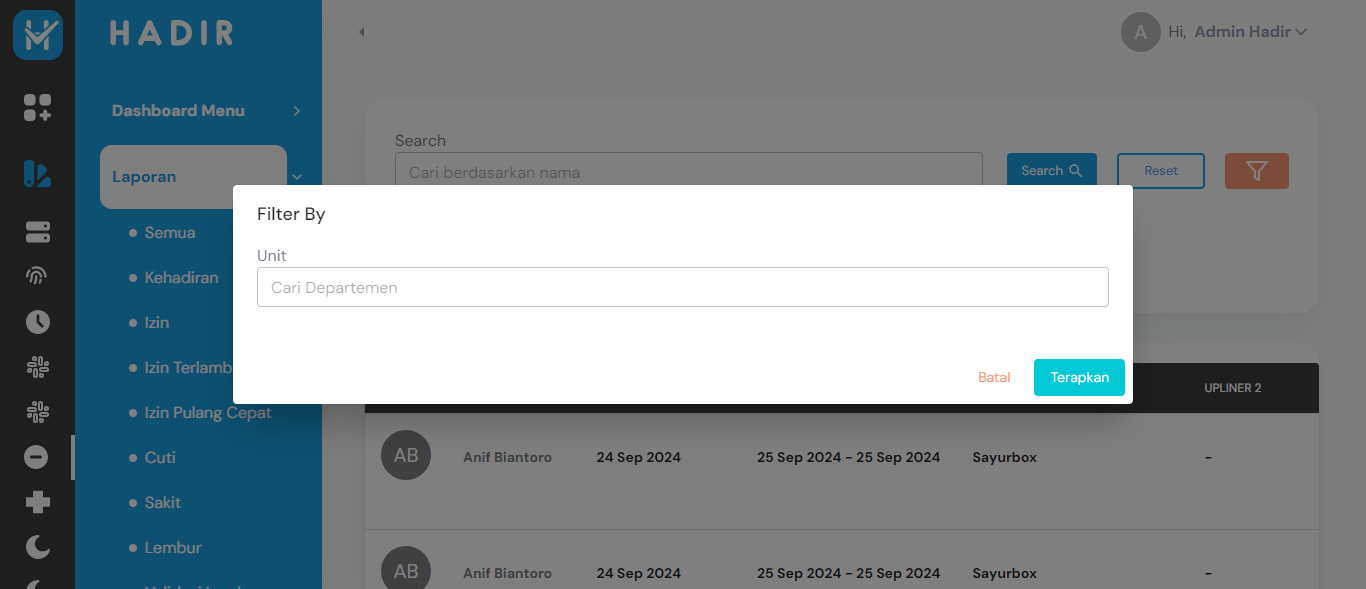 HADIR
A Hi, Admin Hadir
Dashboard Menu
Laporan
Semua
Kehadiran
Izin
Izin Terlamb
Izin Pulang Cepat
Cuti
Sakit
Lembur
Search
Cari berdasarkan nama
Search
Reset
Filter By
Unit
Cari Departemen
Batal
Terapkan
UPLINER 2
AB Anif Biantoro 24 Sep 2024 25 Sep 2024 - 25 Sep 2024 Sayurbox -
AB Anif Biantoro 24 Sep 2024 25 Sep 2024 - 25 Sep 2024 Sayurbox -